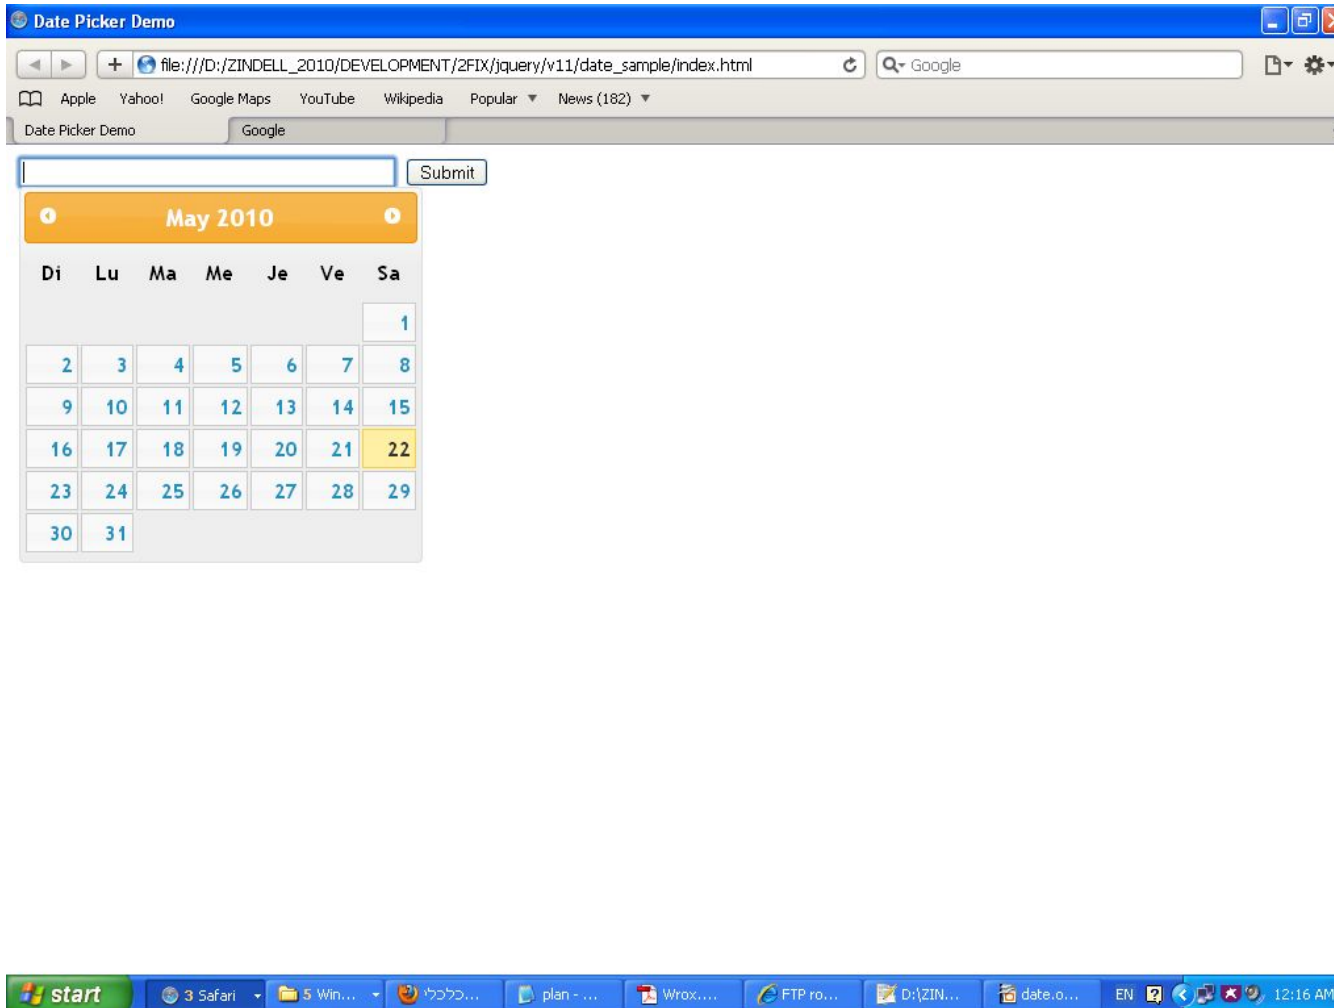 Date Picker Demo
file:///D:/ZINDELL_2010/DEVELOPMENT/2FIX/jquery/v11/date_sample/index.html Google
Apple Yahoo! Google Maps YouTube Wikipedia Popular News (182)
Date Picker Demo Google
Submit
May 2010
Di Lu Ma Me Je Ve Sa
1
2 3 4 5 6 7 8
9 10 11 12 13 14 15
16 17 18 19 20 21 22
23 24 25 26 27 28 29
30 31
start 3 Safari 5 Win... כלכלי... plan - ... Wrox.... FTP ro... D:\ZIN... date.o... EN 12:16 AM